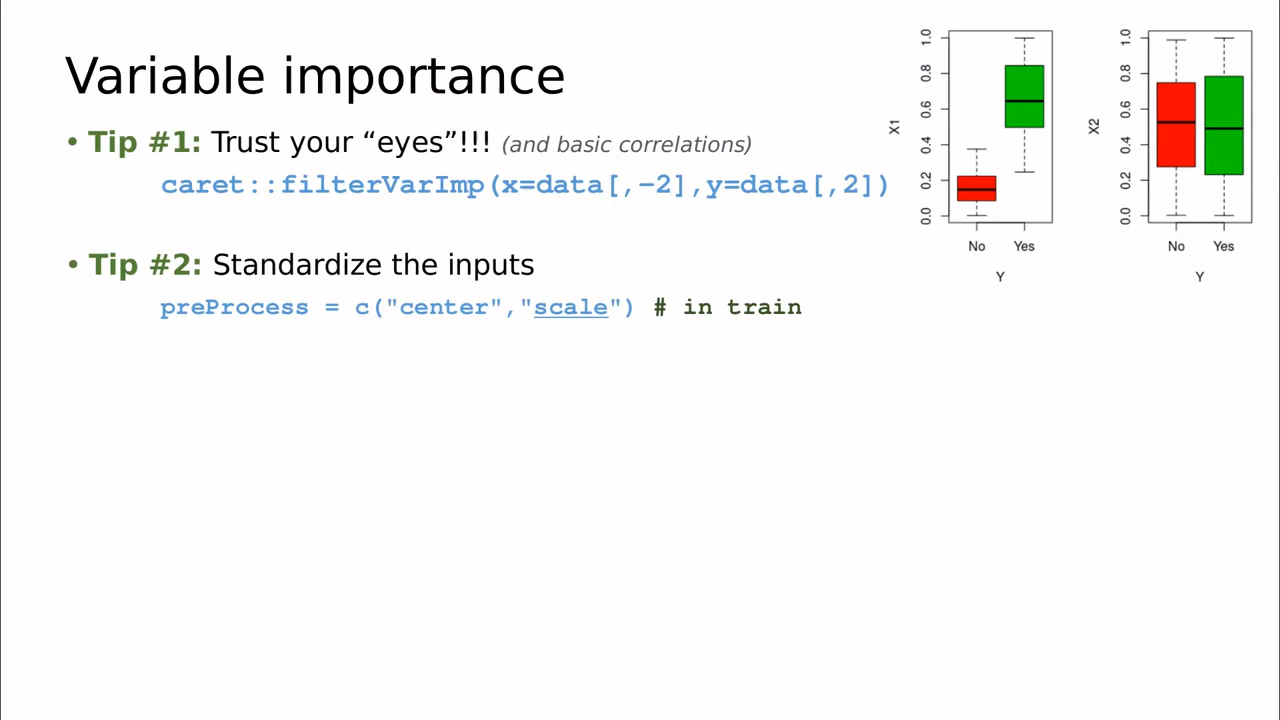 Variable importance
• Tip #1: Trust your “eyes”!!! (and basic correlations)
caret::filterVarImp(x=data[,−2],y=data[,2])
• Tip #2: Standardize the inputs
preProcess = c("center","scale") # in train
X1
1.0
0.8
0.6
0.4
0.2
0.0
No Yes
Y
X2
1.0
0.8
0.6
0.4
0.2
0.0
No Yes
Y